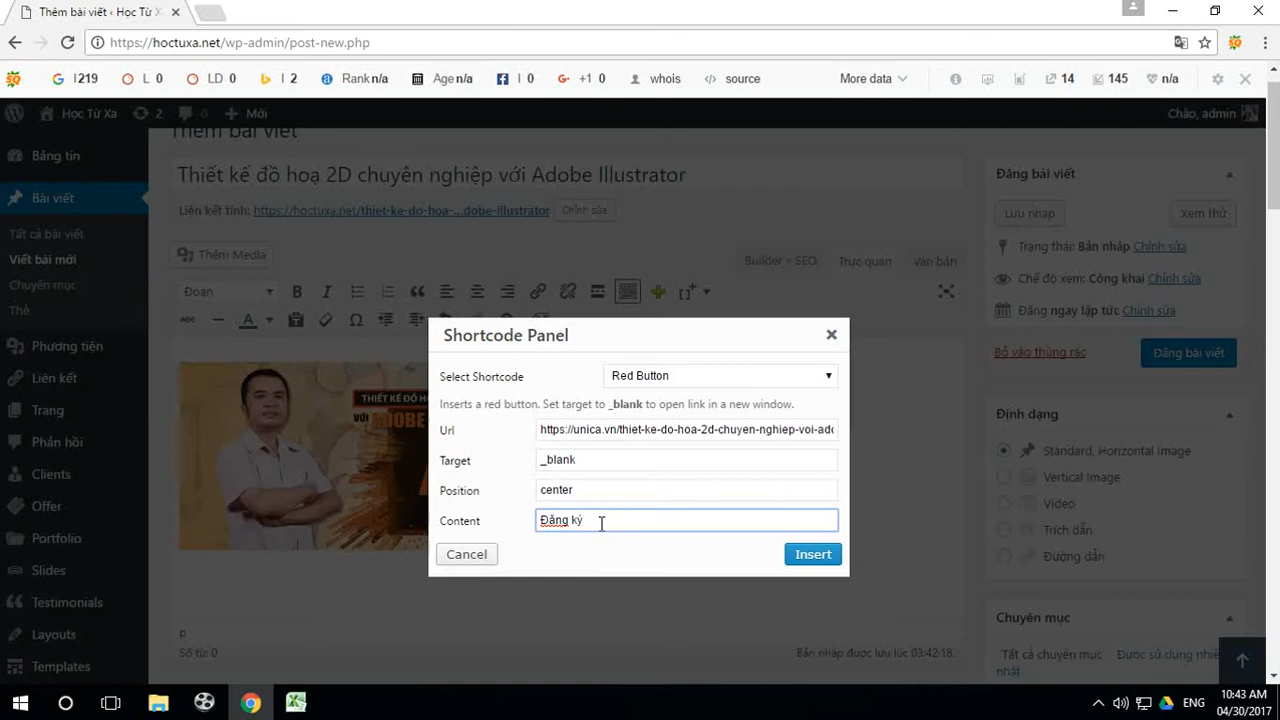 Thêm bài viết ‹ Học Từ X
https://hoctuxa.net/wp-admin/post-new.php
I 219 L 0 LD 0 I 2 Rank n/a Age n/a I 0 +1 0 whois source More data 14 145 n/a
Học Từ Xa 2 0 Mới Chào, admin
Thêm bài viết
Bảng tin
Bài viết
Tất cả bài viết
Viết bài mới
Chuyên mục
Thẻ
Phương tiện
Liên kết
Trang
Phản hồi
Clients
Offer
Portfolio
Slides
Testimonials
Layouts
Templates
Thiết kế đồ hoạ 2D chuyên nghiệp với Adobe Illustrator
Liên kết tĩnh: https://hoctuxa.net/thiet-ke-do-hoa-...dobe-illustrator Chỉnh sửa
Thêm Media Builder + SEO Trực quan Văn bản
Đoạn B I
ABC A
THIẾT KẾ ĐỒ
VỚI ADOBE
Shortcode Panel
Select Shortcode Red Button
Inserts a red button. Set target to _blank to open link in a new window.
Url https://unica.vn/thiet-ke-do-hoa-2d-chuyen-nghiep-voi-ado
Target _blank
Position center
Content Đăng ký
Cancel Insert
p
Số từ: 0 Bản nháp được lưu lúc 03:42:18.
Đăng bài viết
Lưu nháp Xem thử
Trạng thái: Bản nháp Chỉnh sửa
Chế độ xem: Công khai Chỉnh sửa
Đăng ngay lập tức Chỉnh sửa
Bỏ vào thùng rác Đăng bài viết
Định dạng
Standard, Horizontal Image
Vertical Image
Video
Trích dẫn
Đường dẫn
Chuyên mục
Tất cả chuyên mục Được sử dụng nhiều
nhất
ENG
10:43 AM
04/30/2017